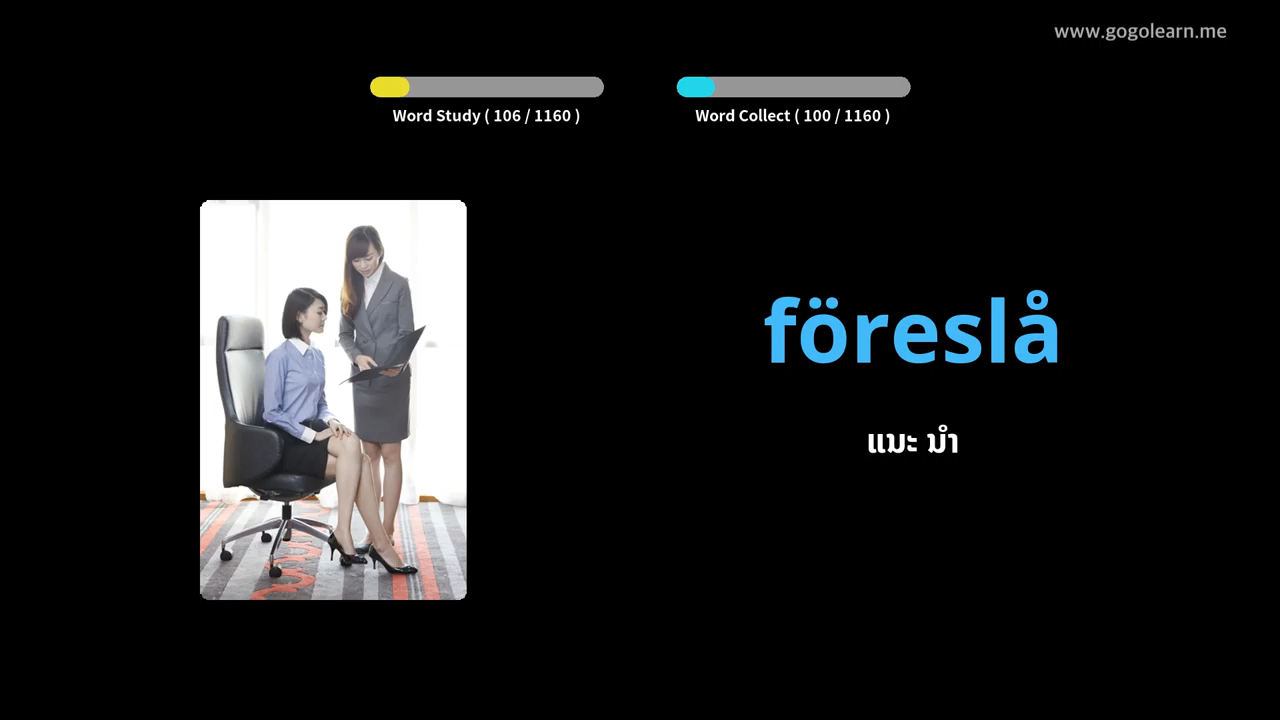 www.gogolearn.me
Word Study ( 106 / 1160 )
Word Collect ( 100 / 1160 )
föreslå
ແນະ ນໍາ